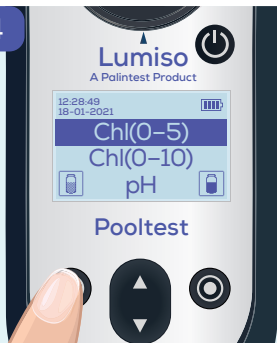 Lumiso
A Palintest Product
12:28:49
18-01-2021
Chl(0–5)
Chl(0–10)
pH
Pooltest